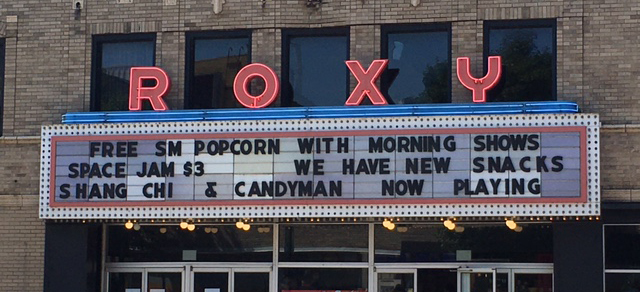 ROXY
FREE SM POPCORN WITH MORNING SHOWS
SPACE JAM $3 WE HAVE NEW SNACKS
SHANG CHI & CANDYMAN NOW PLAYING